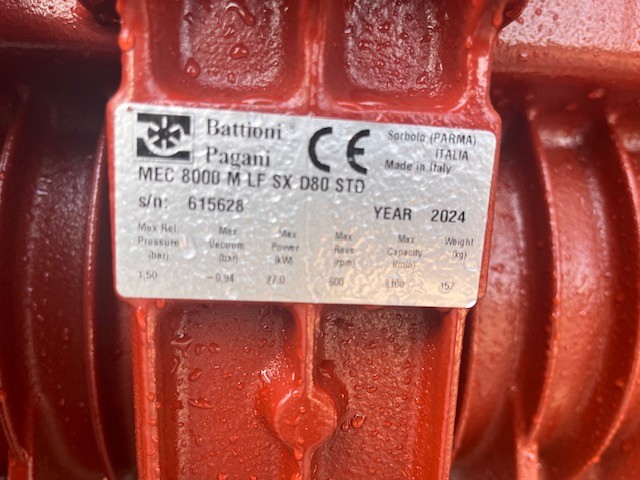 Battioni
Pagani
CE
Sorbolo (PARMA)
ITALIA
Made in Italy
MEC 8000 M LF SX D80 STD
s/n: 615628
YEAR 2024
Max Rel. Pressure (bar)
Max Vacuum (bar)
Max Power (kW)
Max Revs (rpm)
Max Capacity (l/min)
Weight (kg)
1,50 -0,94 27.0 600 157